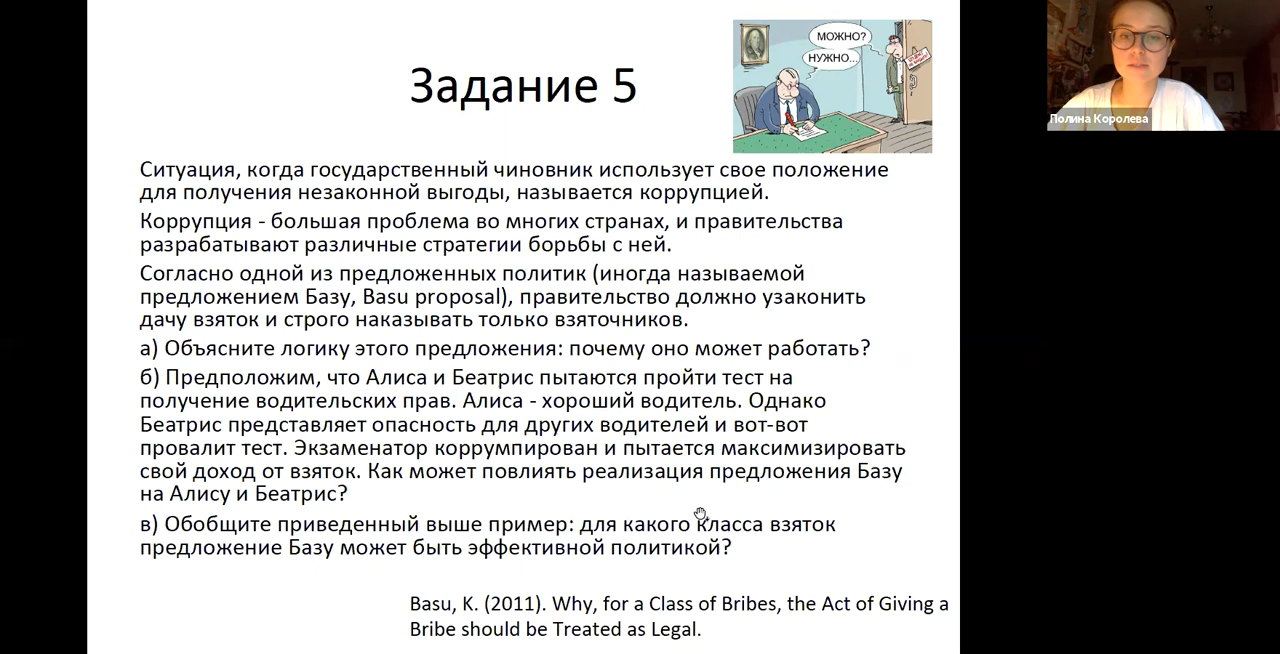 МОЖНО?
НУЖНО...
Задание 5
Полина Королева
Ситуация, когда государственный чиновник использует свое положение
для получения незаконной выгоды, называется коррупцией.
Коррупция - большая проблема во многих странах, и правительства
разрабатывают различные стратегии борьбы с ней.
Согласно одной из предложенных политик (иногда называемой
предложением Базу, Basu proposal), правительство должно узаконить
дачу взяток и строго наказывать только взяточников.
а) Объясните логику этого предложения: почему оно может работать?
б) Предположим, что Алиса и Беатрис пытаются пройти тест на
получение водительских прав. Алиса - хороший водитель. Однако
Беатрис представляет опасность для других водителей и вот-вот
провалит тест. Экзаменатор коррумпирован и пытается максимизировать
свой доход от взяток. Как может повлиять реализация предложения Базу
на Алису и Беатрис?
в) Обобщите приведенный выше пример: для какого класса взяток
предложение Базу может быть эффективной политикой?
Basu, K. (2011). Why, for a Class of Bribes, the Act of Giving a
Bribe should be Treated as Legal.